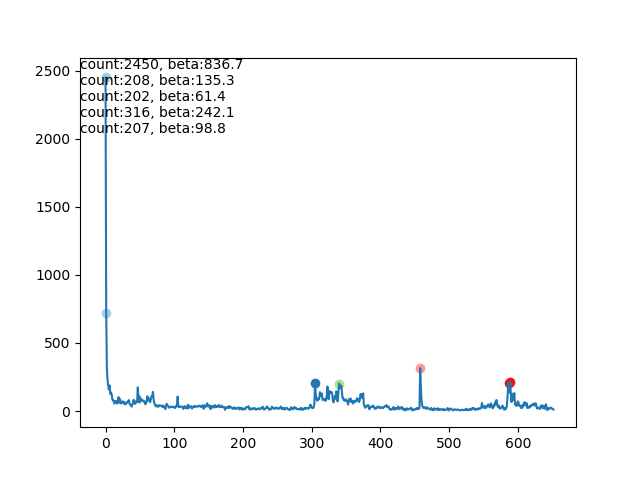 count:2450, beta:836.7
count:208, beta:135.3
count:202, beta:61.4
count:316, beta:242.1
count:207, beta:98.8
2500
2000
1500
1000
500
0
0 100 200 300 400 500 600